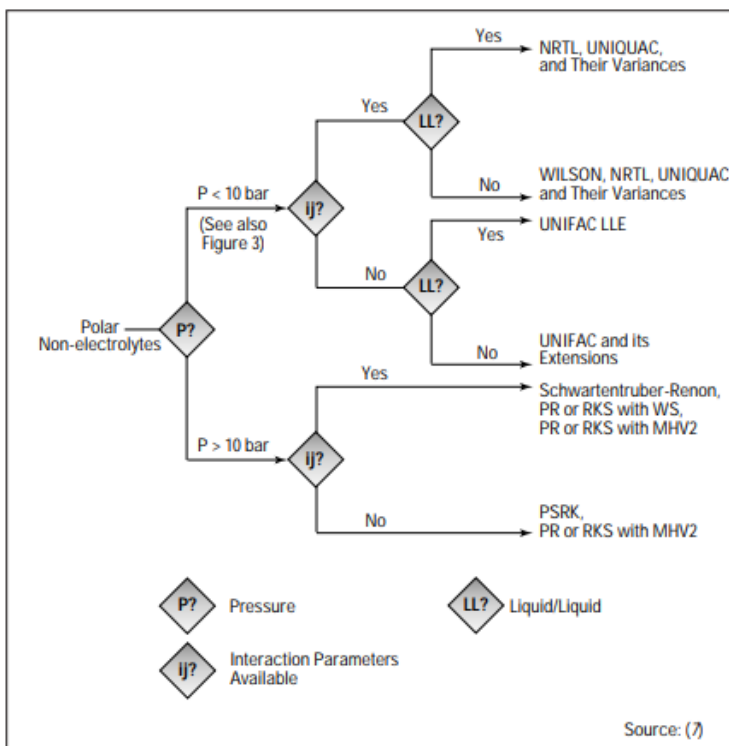 Yes
NRTL, UNIQUAC,
and Their Variances
Yes
LL?
No
WILSON, NRTL, UNIQUAC
and Their Variances
P < 10 bar
(See also
Figure 3)
ij?
UNIFAC LLE
Yes
No
LL?
Polar
Non-electrolytes
P?
No
UNIFAC and its
Extensions
Yes
Schwartentruber-Renon,
PR or RKS with WS,
PR or RKS with MHV2
P > 10 bar
ij?
No
PSRK,
PR or RKS with MHV2
P?
Pressure
LL?
Liquid/Liquid
ij?
Interaction Parameters
Available
Source: (7)